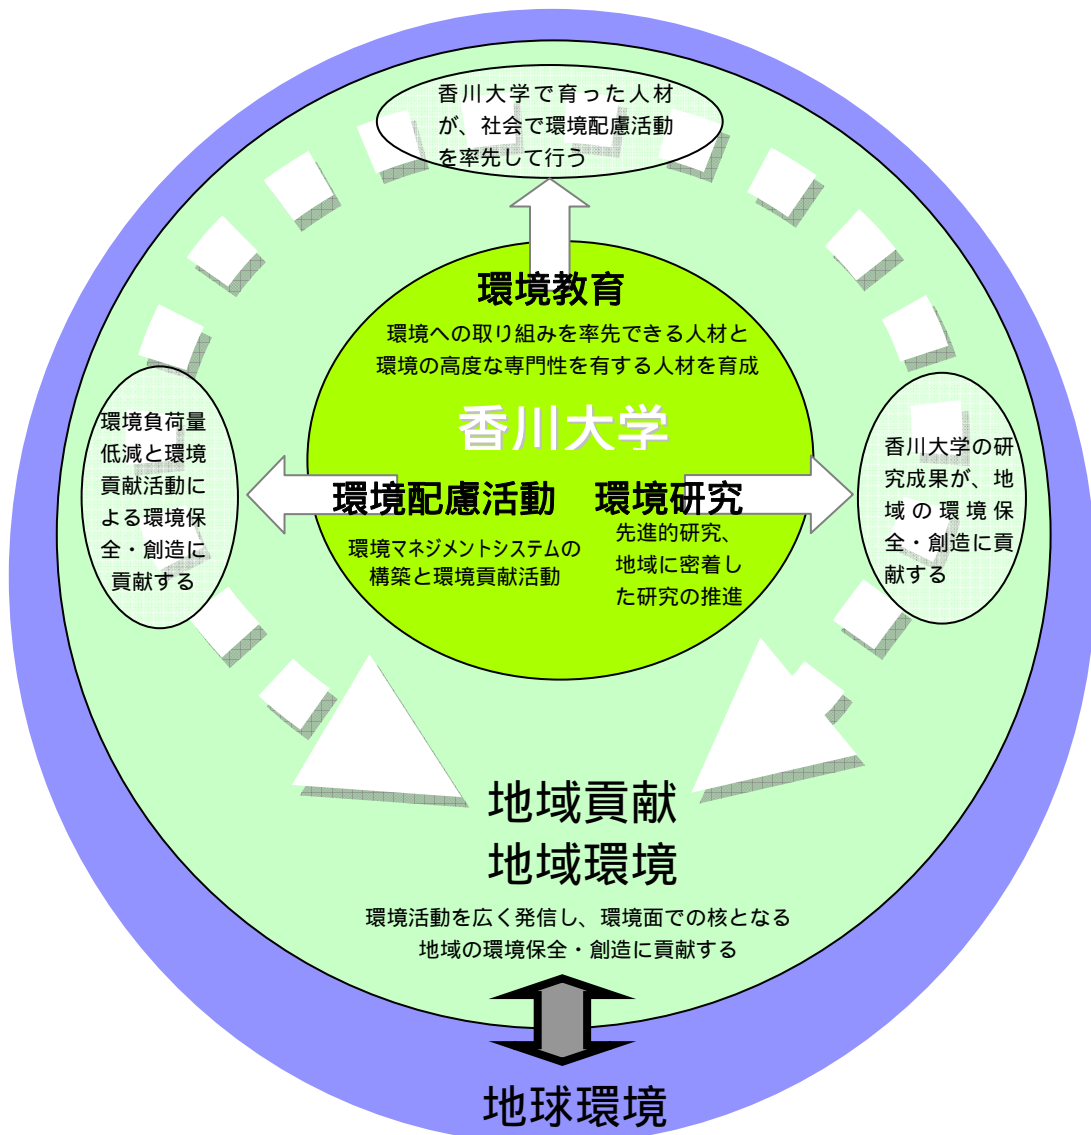 香川大学で育った人材
が、社会で環境配慮活動
を率先して行う
環境教育
環境への取り組みを率先できる人材と
環境の高度な専門性を有する人材を育成
香川大学
環境負荷量
低減と環境
貢献活動に
よる環境保
全・創造に
貢献する
環境配慮活動
環境マネジメントシステムの
構築と環境貢献活動
環境研究
先進的研究、
地域に密着し
た研究の推進
香川大学の研
究成果が、地
域の環境保
全・創造に貢
献する
地域貢献
地域環境
環境活動を広く発信し、環境面での核となる
地域の環境保全・創造に貢献する
地球環境